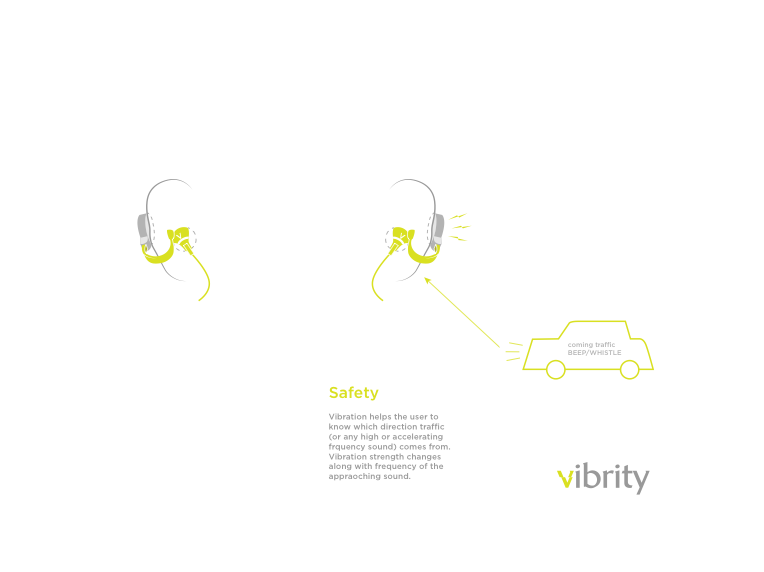 coming traffic
BEEP/WHISTLE
Safety
Vibration helps the user to
know which direction traffic
(or any high or accelerating
frquency sound) comes from.
Vibration strength changes
along with frequency of the
appraoching sound.
vibrity